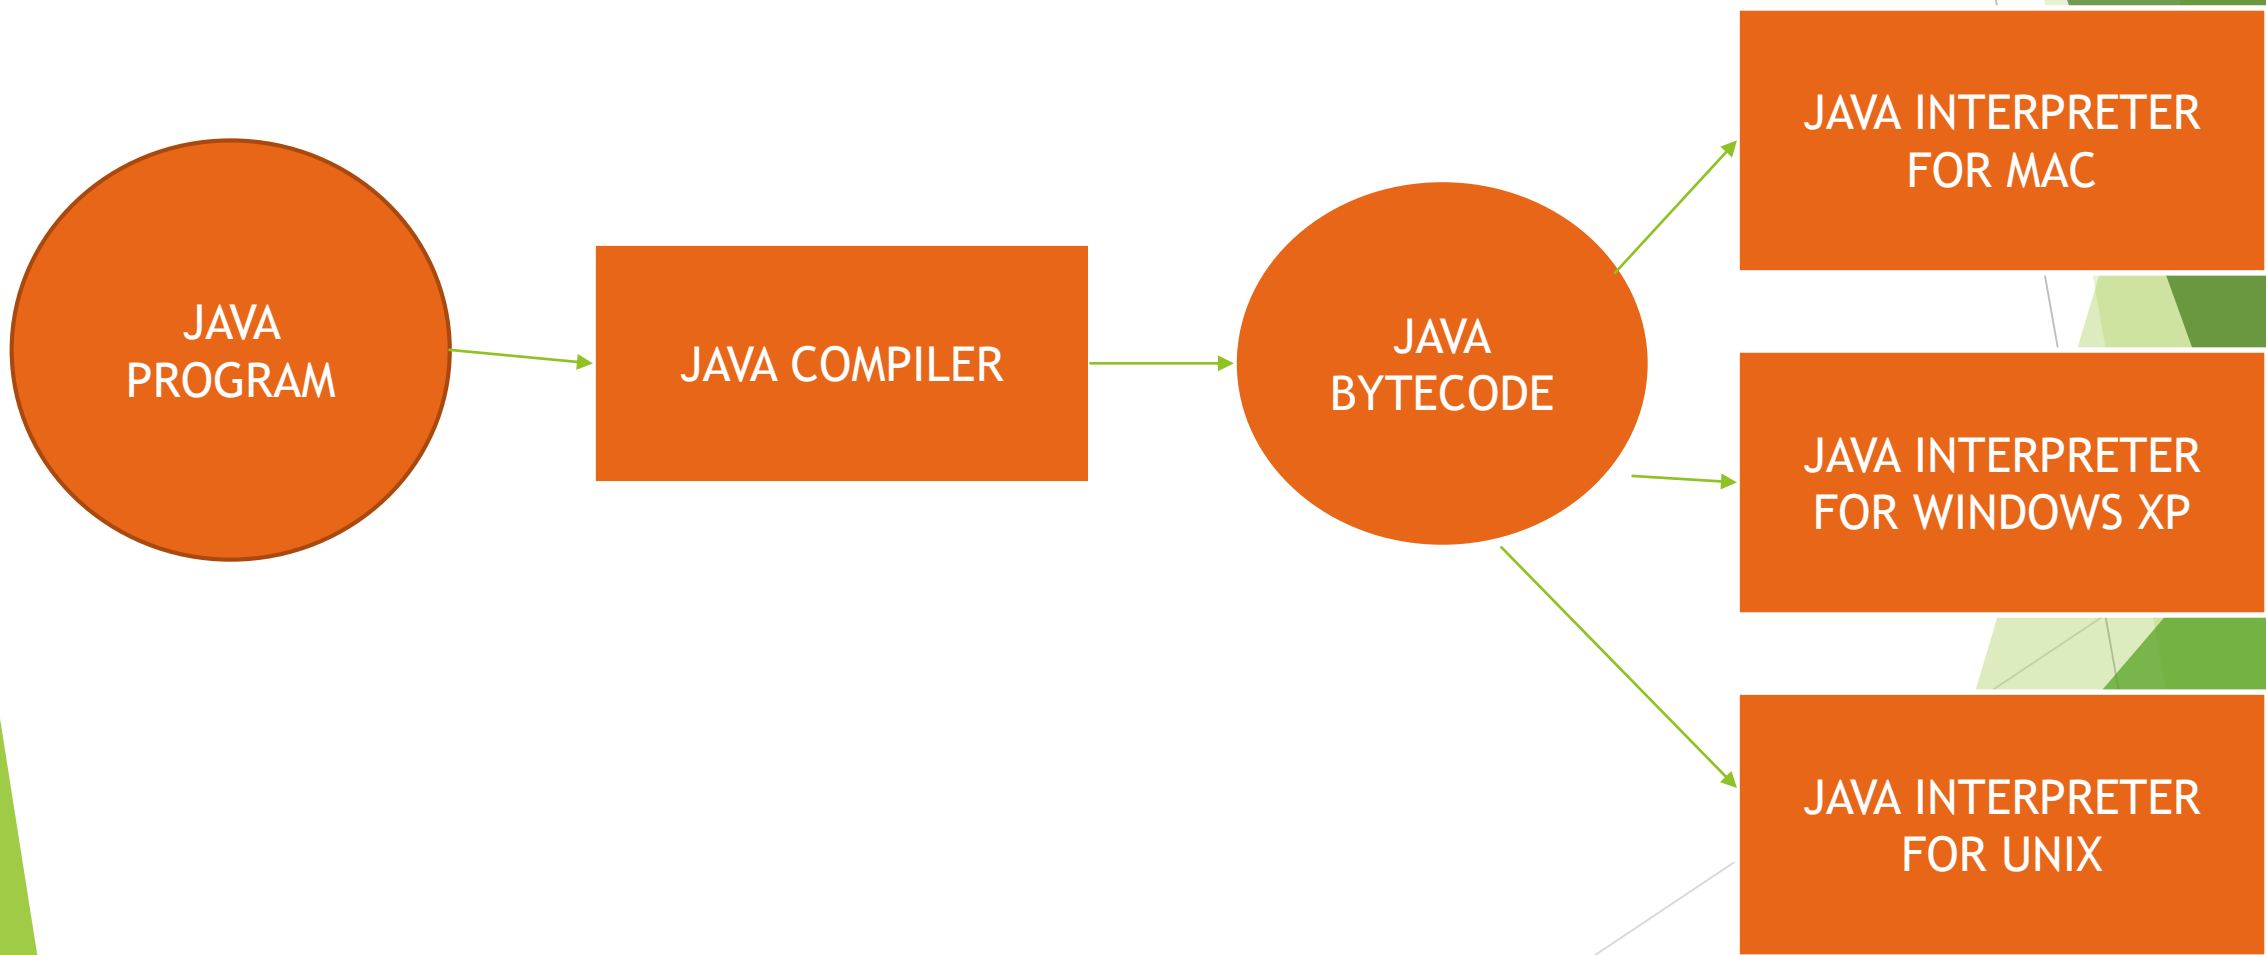 JAVA
PROGRAM
JAVA COMPILER
JAVA
BYTECODE
JAVA INTERPRETER
FOR MAC
JAVA INTERPRETER
FOR WINDOWS XP
JAVA INTERPRETER
FOR UNIX